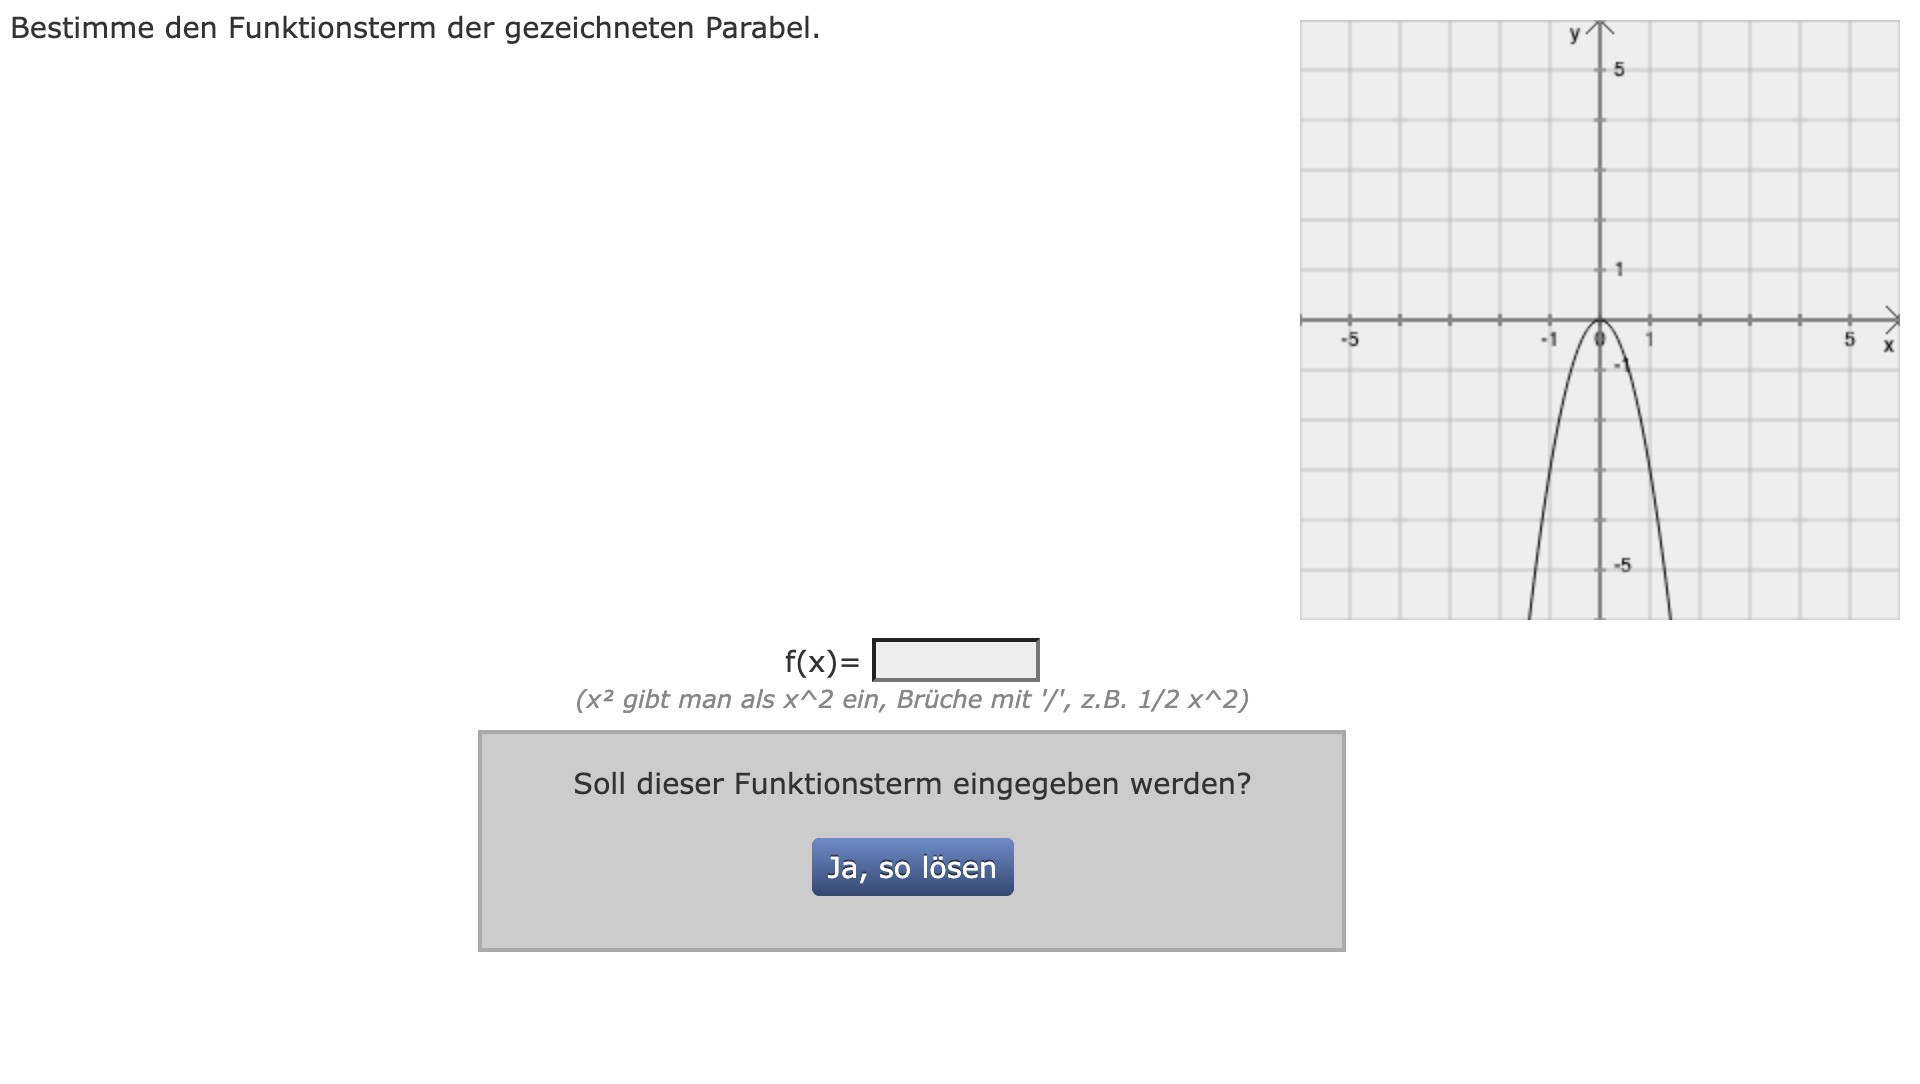 Bestimme den Funktionsterm der gezeichneten Parabel.
y
5
1
-5 -1 0 1 5 x
-1
-5
f(x)=
(x² gibt man als x^2 ein, Brüche mit '/', z.B. 1/2 x^2)
Soll dieser Funktionsterm eingegeben werden?
Ja, so lösen